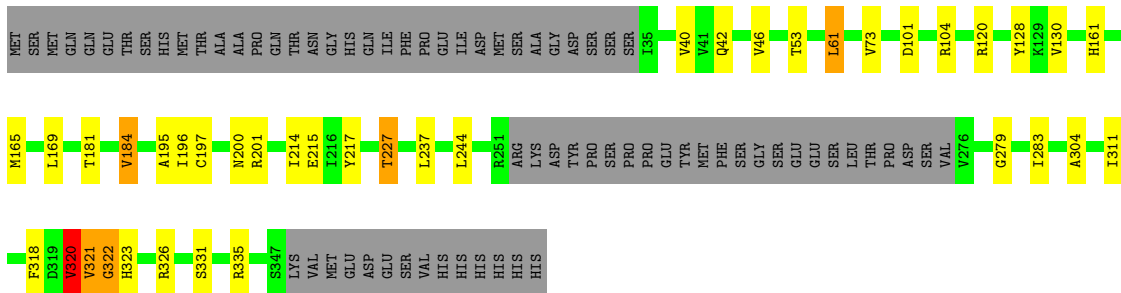 MET SER MET GLN GLN GLU THR SER HIS MET THR ALA ALA PRO GLN THR ASN GLY HIS GLN ILE PHE PRO GLU ILE ASP MET SER ALA GLY ASP SER SER SER I35 V40 V41 Q42 V46 T53 L61 V73 D101 R104 R120 Y128 K129 V130 H161
M165 L169 T181 V184 A195 I196 C197 N200 R201 I214 E215 I216 Y217 T227 L237 L244 R251 ARG LYS ASP TYR PRO SER PRO PRO GLU TYR MET PHE SER GLY SER GLU GLU SER LEU THR PRO ASP SER VAL V276 G279 I283 A304 I311
F318 D319 V320 V321 G322 H323 R326 S331 R335 S347 LYS VAL MET GLU ASP GLU SER VAL HIS HIS HIS HIS HIS HIS